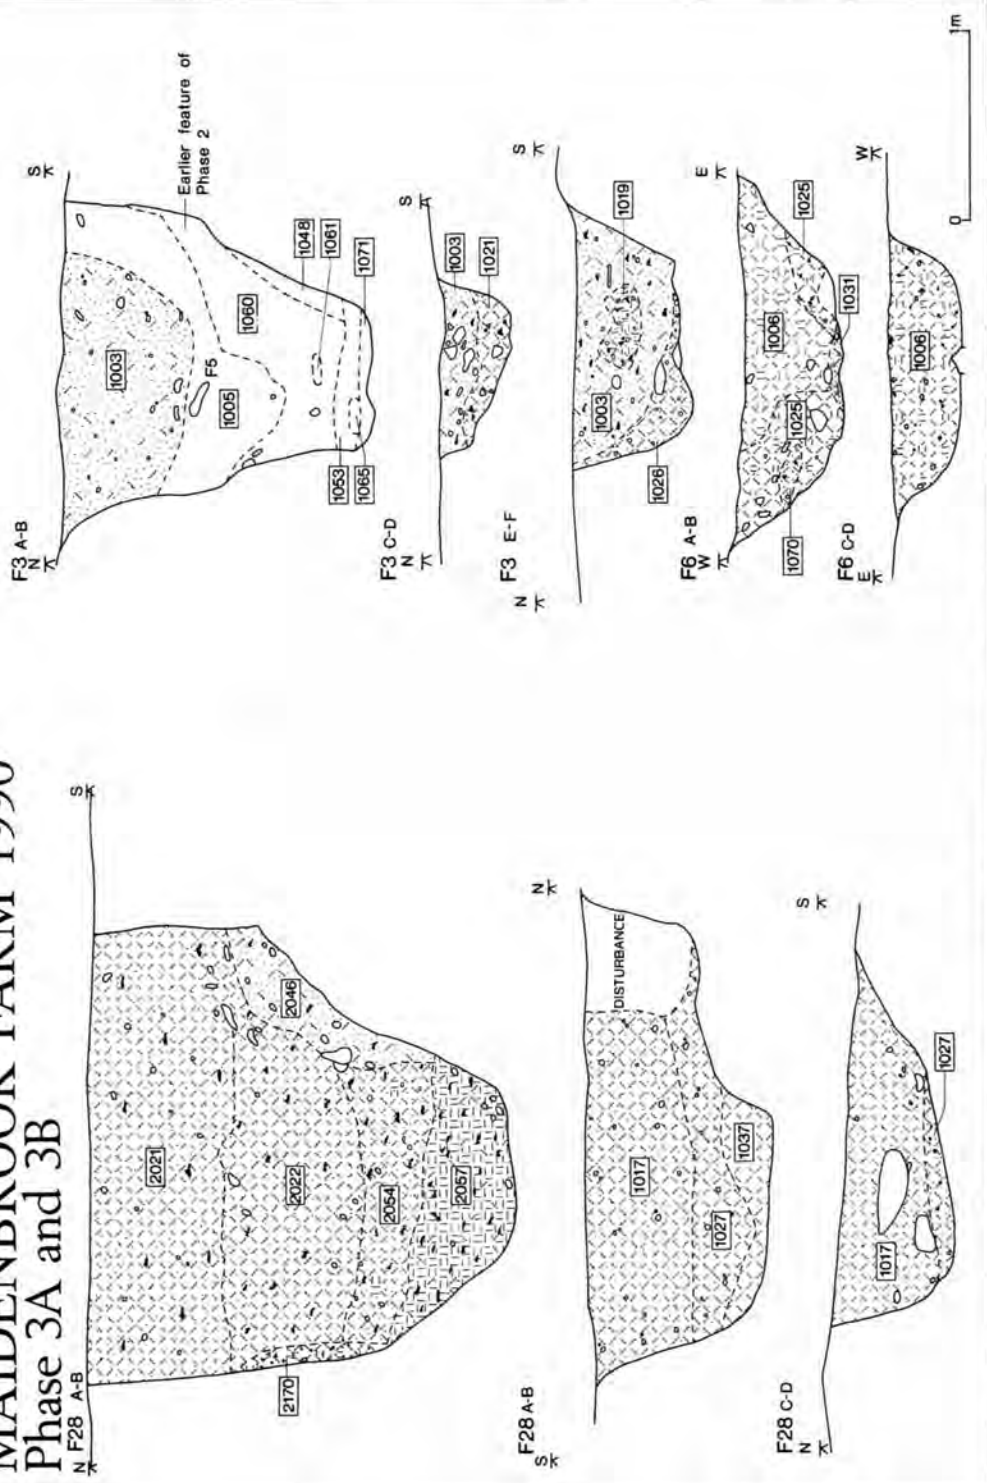 MAIDENBROOK FARM 1990
Phase 3A and 3B
N F28 A-B
S
2021
2046
2022
2054
2057
2170
F28 A-B
S
N
DISTURBANCE
1017
1037
1027
F28 C-D
N
S
1017
1027
F3 A-B
N
S
Earlier feature of
Phase 2
1003
F5
1005
1060
1048
1061
1071
1053
1065
F3 C-D
N
S
1003
1021
F3 E-F
N
S
1019
1003
1026
F6 A-B
W
E
1006
1025
1025
1031
1070
F6 C-D
E
W
1006
0
1m